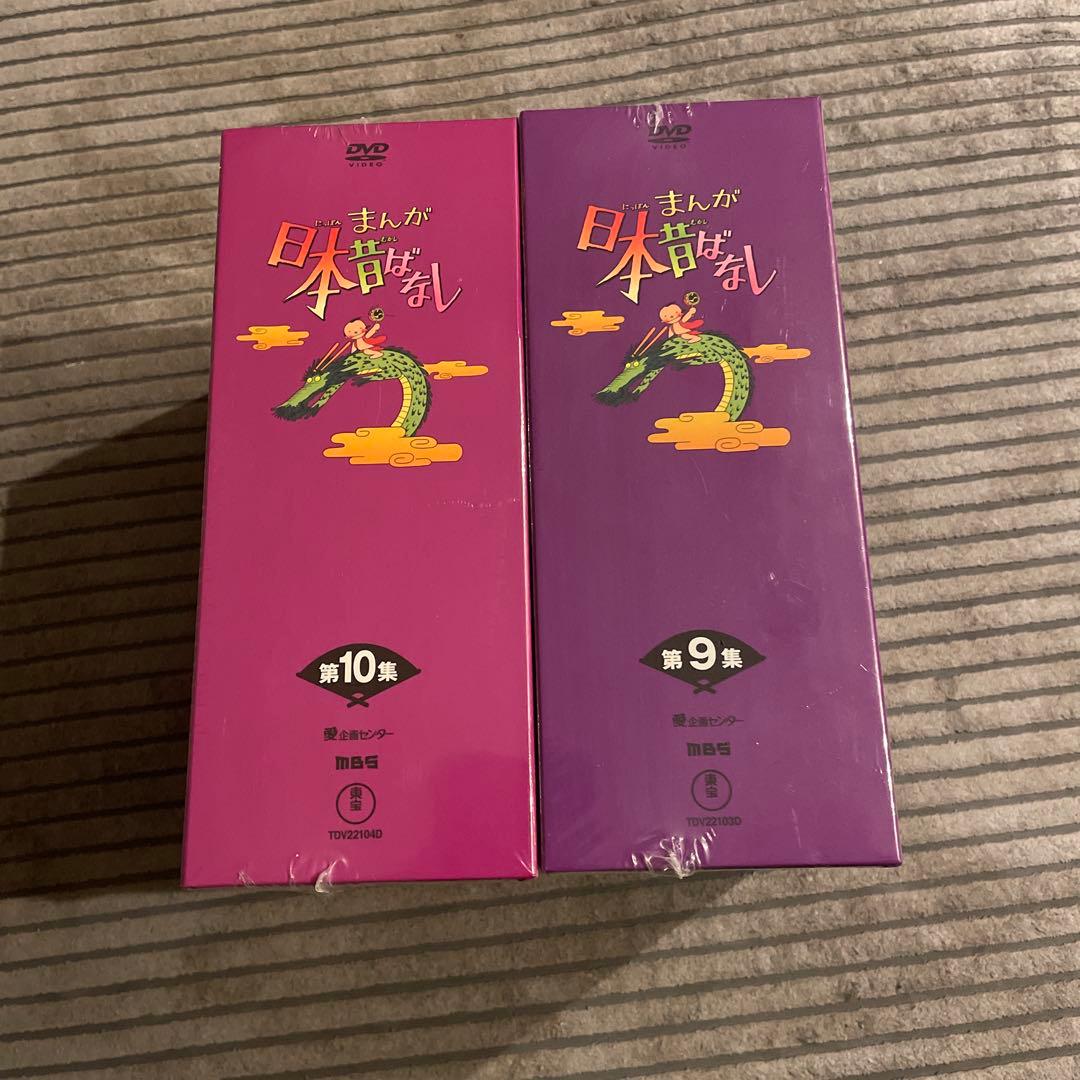 DVD
VIDEO
まんが
にっぽん
むかし
日本昔ばなし
第10集
愛企画センター
MBS
東宝
TDV22104D
DVD
VIDEO
まんが
にっぽん
むかし
日本昔ばなし
第9集
愛企画センター
MBS
東宝
TDV22103D